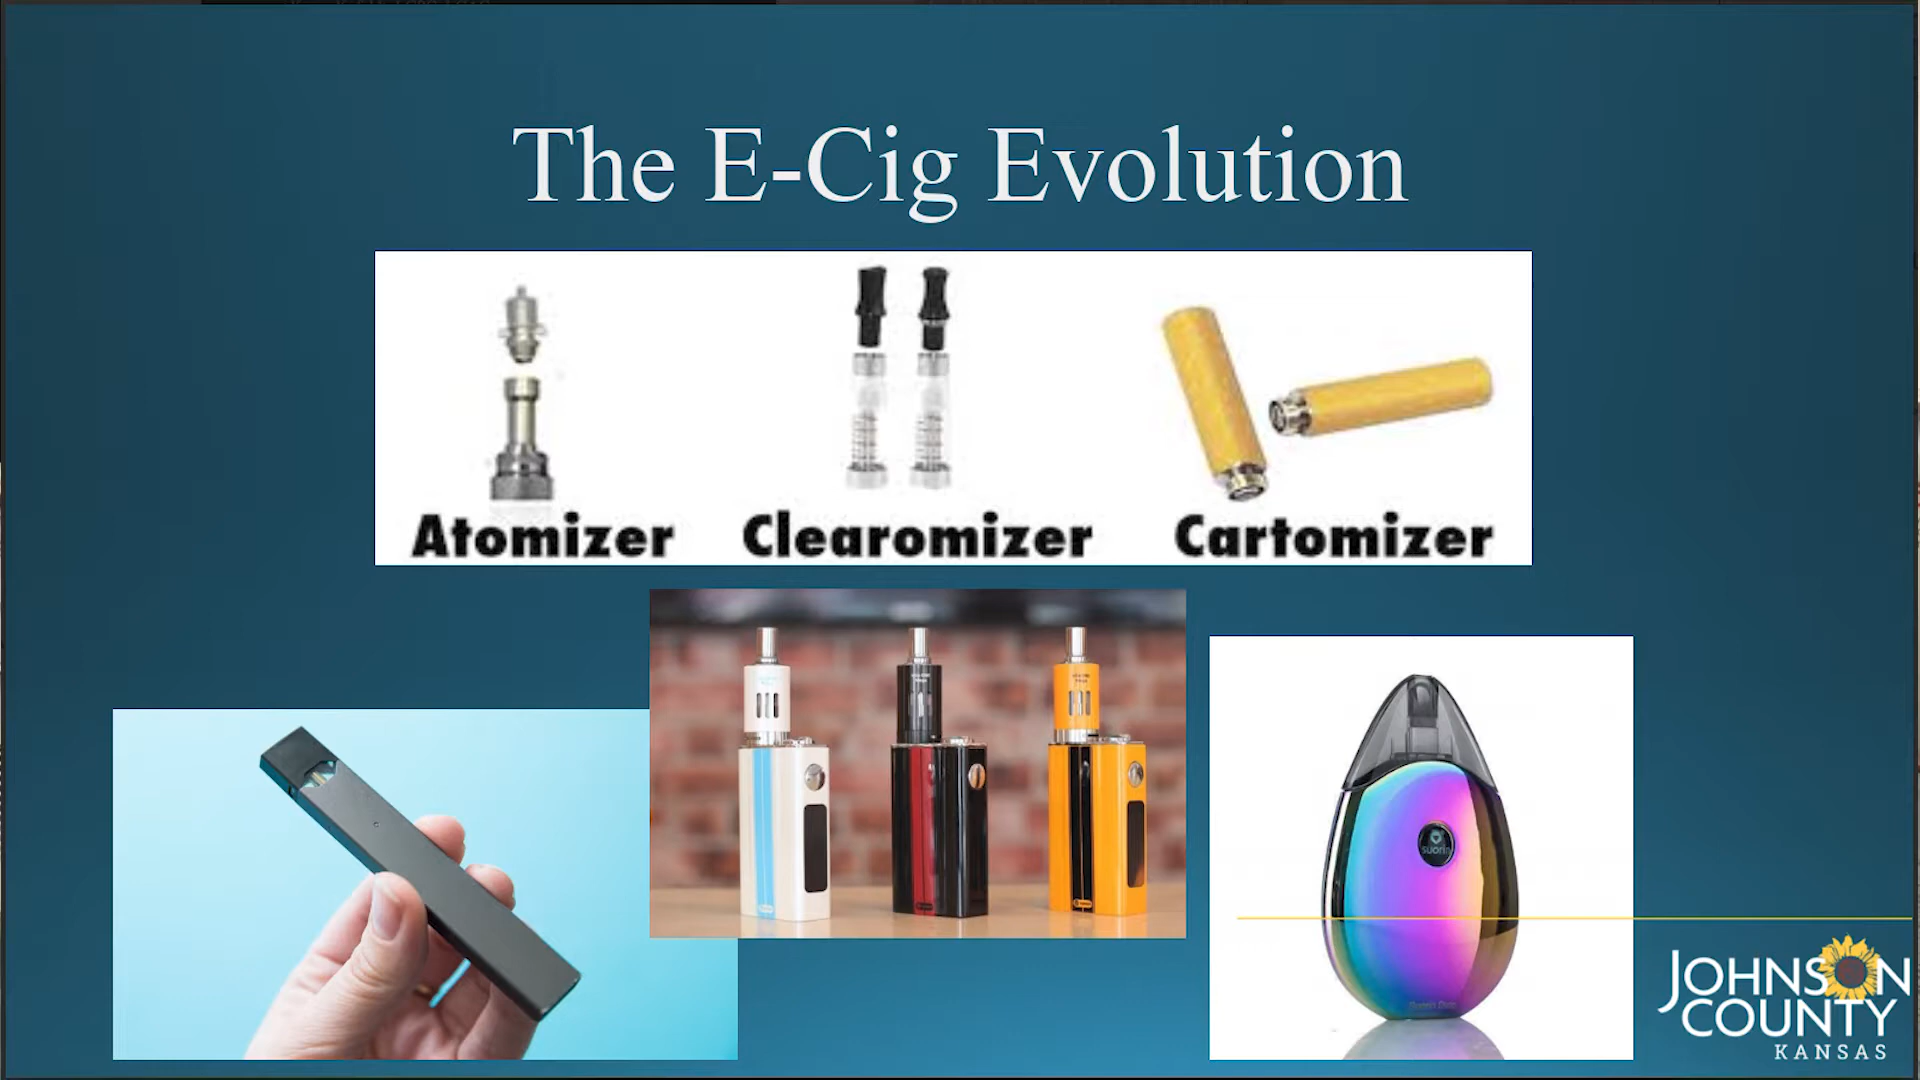 The E-Cig Evolution
Atomizer
Clearomizer
Cartomizer
suorin
JOHNSON
COUNTY
KANSAS